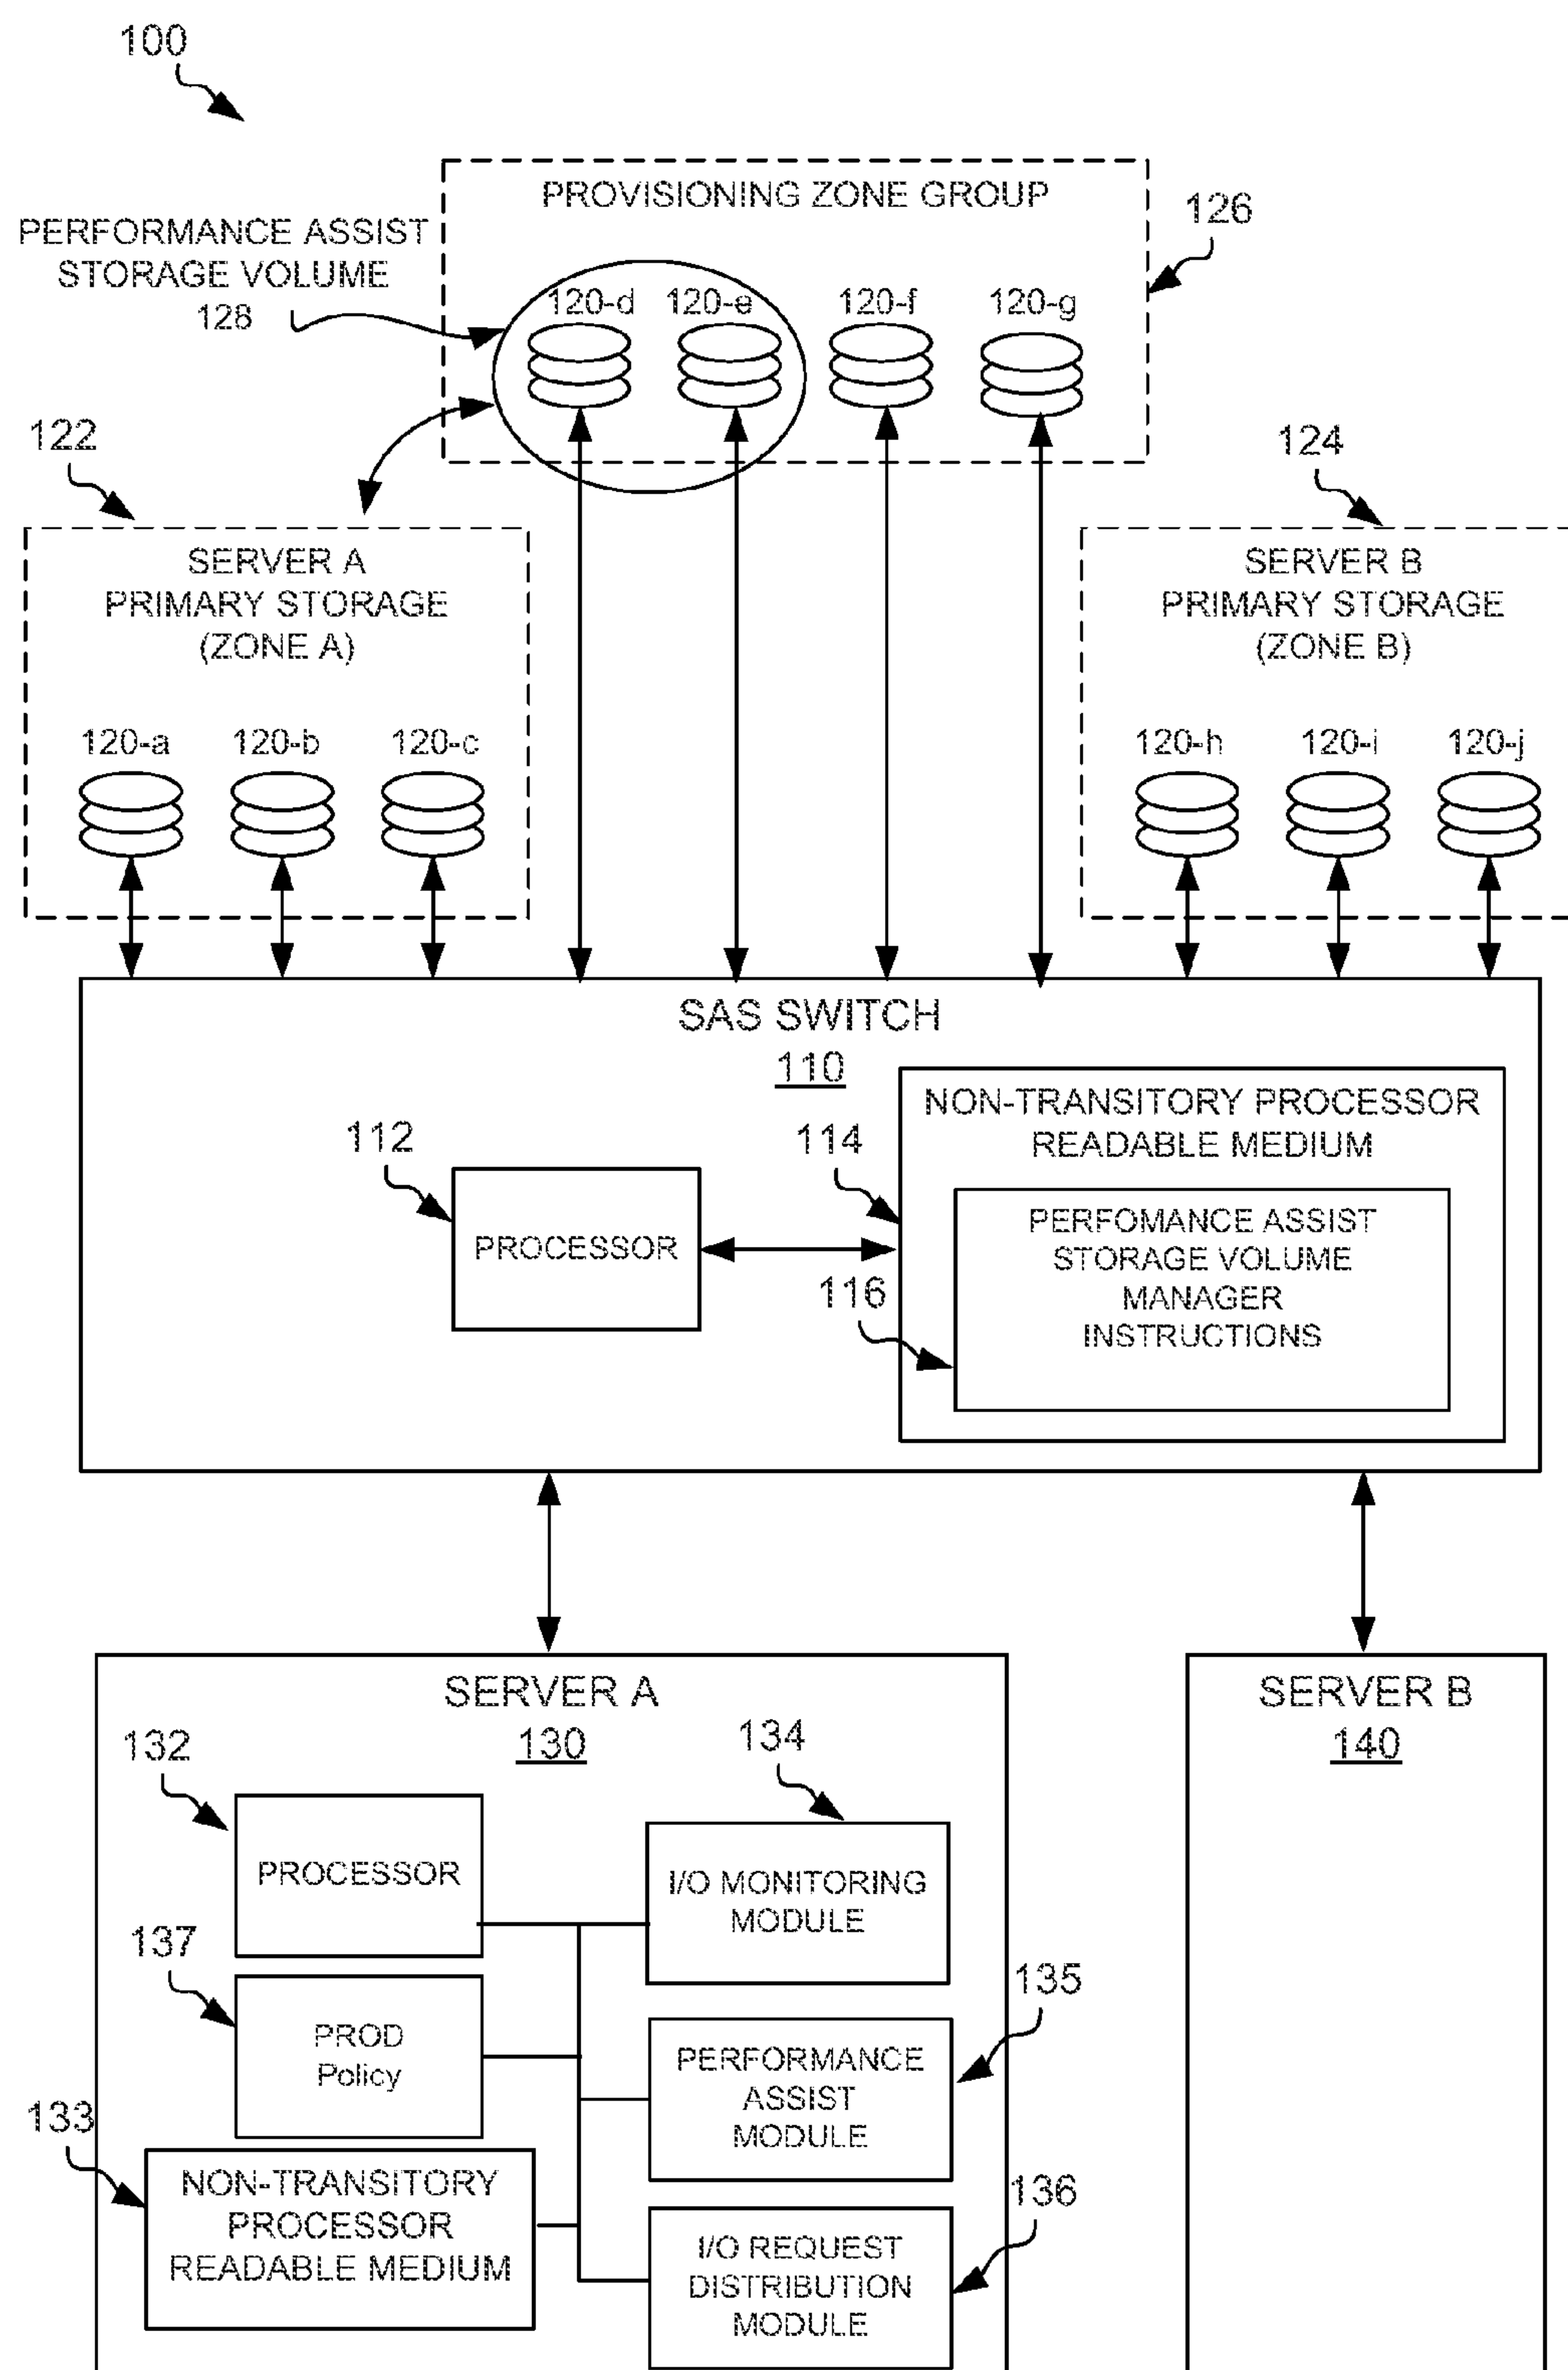 100
PROVISIONING ZONE GROUP
126
PERFORMANCE ASSIST
STORAGE VOLUME
128
120-d 120-e 120-f 120-g
122
124
SERVER A
PRIMARY STORAGE
(ZONE A)
120-a 120-b 120-c
SERVER B
PRIMARY STORAGE
(ZONE B)
120-h 120-i 120-j
SAS SWITCH
110
112
PROCESSOR
114
NON-TRANSITORY PROCESSOR
READABLE MEDIUM
116
PERFOMANCE ASSIST
STORAGE VOLUME
MANAGER
INSTRUCTIONS
SERVER A
130
132
PROCESSOR
134
I/O MONITORING
MODULE
137
PROD
Policy
135
PERFORMANCE
ASSIST
MODULE
133
NON-TRANSITORY
PROCESSOR
READABLE MEDIUM
136
I/O REQUEST
DISTRIBUTION
MODULE
SERVER B
140